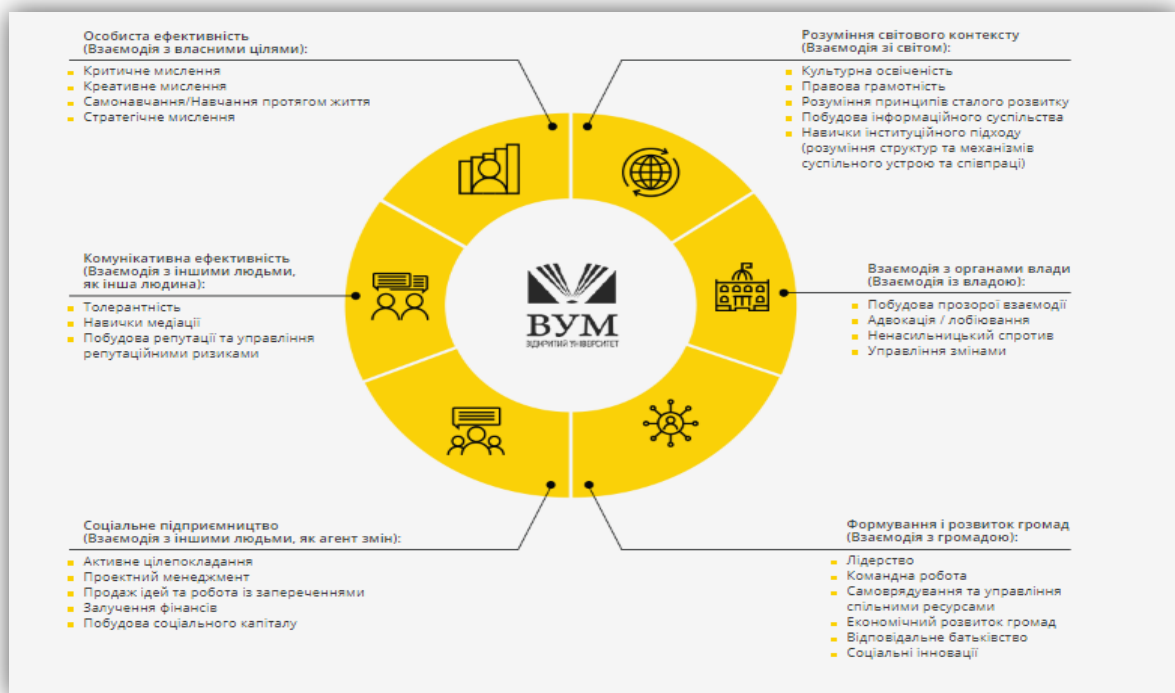 Особиста ефективність
(Взаємодія з власними цілями):
Критичне мислення
Креативне мислення
Самонавчання/Навчання протягом життя
Стратегічне мислення
Розуміння світового контексту
(Взаємодія зі світом):
Культурна освіченість
Правова грамотність
Розуміння принципів сталого розвитку
Побудова інформаційного суспільства
Навички інституційного підходу
(розуміння структур та механізмів
суспільного устрою та співпраці)
Комунікативна ефективність
(Взаємодія з іншими людьми,
як інша людина):
Толерантність
Навички медіації
Побудова репутації та управління
репутаційними ризиками
ВУМ
ВІДКРИТИЙ УНІВЕРСИТЕТ
Взаємодія з органами влади
(Взаємодія із владою):
Побудова прозорої взаємодії
Адвокація / лобіювання
Ненасильницький спротив
Управління змінами
Соціальне підприємництво
(Взаємодія з іншими людьми, як агент змін):
Активне цілепокладання
Проектний менеджмент
Продаж ідей та робота із запереченнями
Залучення фінансів
Побудова соціального капіталу
Формування і розвиток громад
(Взаємодія з громадою):
Лідерство
Командна робота
Самоврядування та управління
спільними ресурсами
Економічний розвиток громад
Відповідальне батьківство
Соціальні інновації